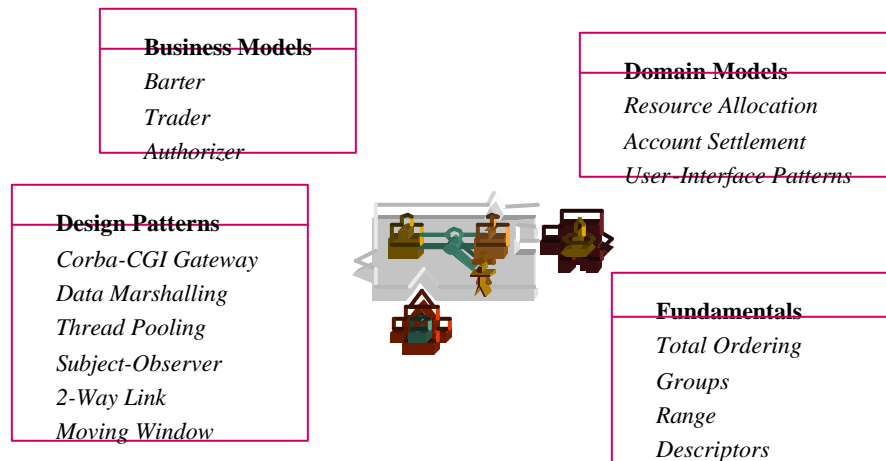 Business Models
Barter
Trader
Authorizer
Domain Models
Resource Allocation
Account Settlement
User-Interface Patterns
Design Patterns
Corba-CGI Gateway
Data Marshalling
Thread Pooling
Subject-Observer
2-Way Link
Moving Window
Fundamentals
Total Ordering
Groups
Range
Descriptors